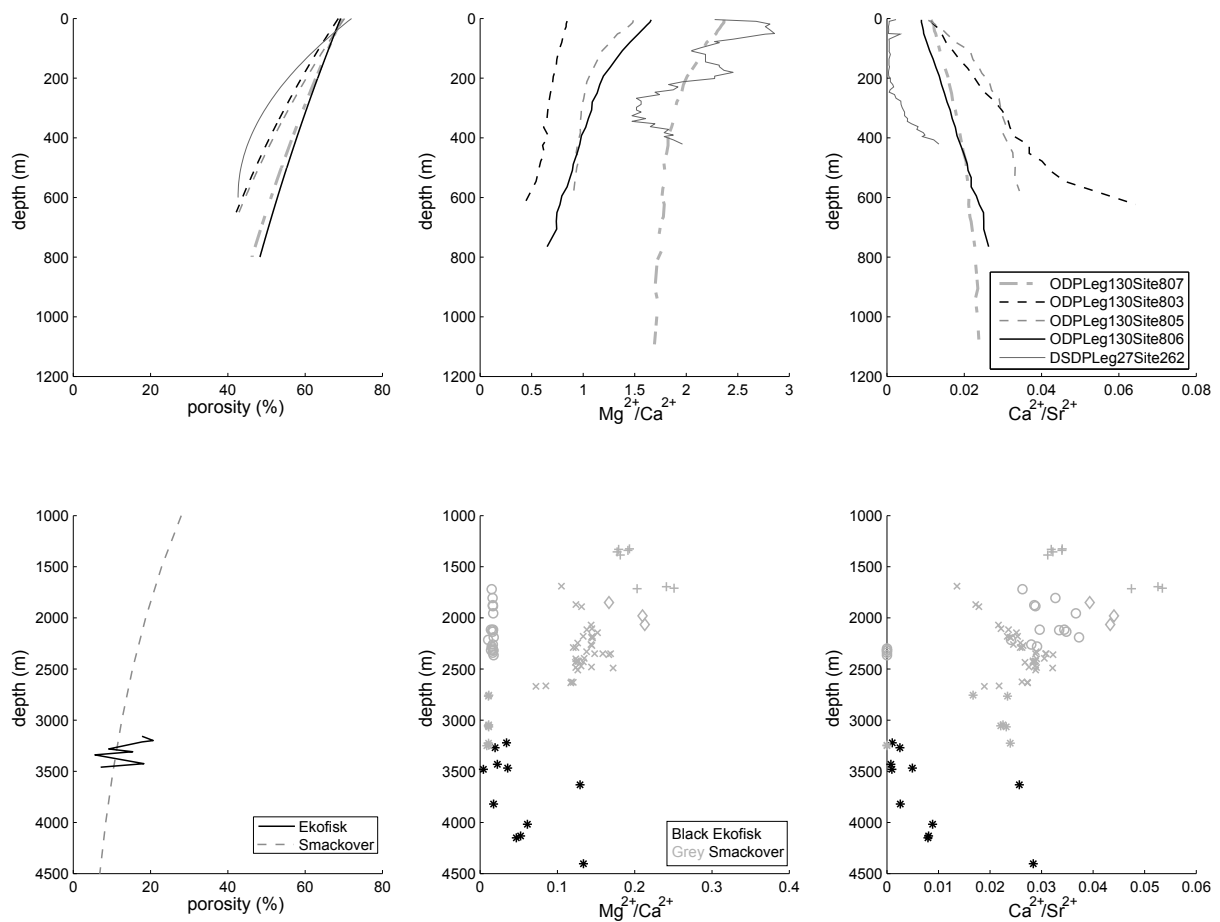 0
200
400
600
800
1000
1200
depth (m)
0 20 40 60 80
porosity (%)
0
200
400
600
800
1000
1200
depth (m)
0 0.5 1 1.5 2 2.5 3
Mg2+/Ca2+
0
200
400
600
800
1000
1200
depth (m)
0 0.02 0.04 0.06 0.08
Ca2+/Sr2+
ODPLeg130Site807
ODPLeg130Site803
ODPLeg130Site805
ODPLeg130Site806
DSDPLeg27Site262
1000
1500
2000
2500
3000
3500
4000
4500
depth (m)
0 20 40 60 80
porosity (%)
Ekofisk
Smackover
1000
1500
2000
2500
3000
3500
4000
4500
depth (m)
0 0.1 0.2 0.3 0.4
Mg2+/Ca2+
Black Ekofisk
Grey Smackover
1000
1500
2000
2500
3000
3500
4000
4500
depth (m)
0 0.01 0.02 0.03 0.04 0.05 0.06
Ca2+/Sr2+